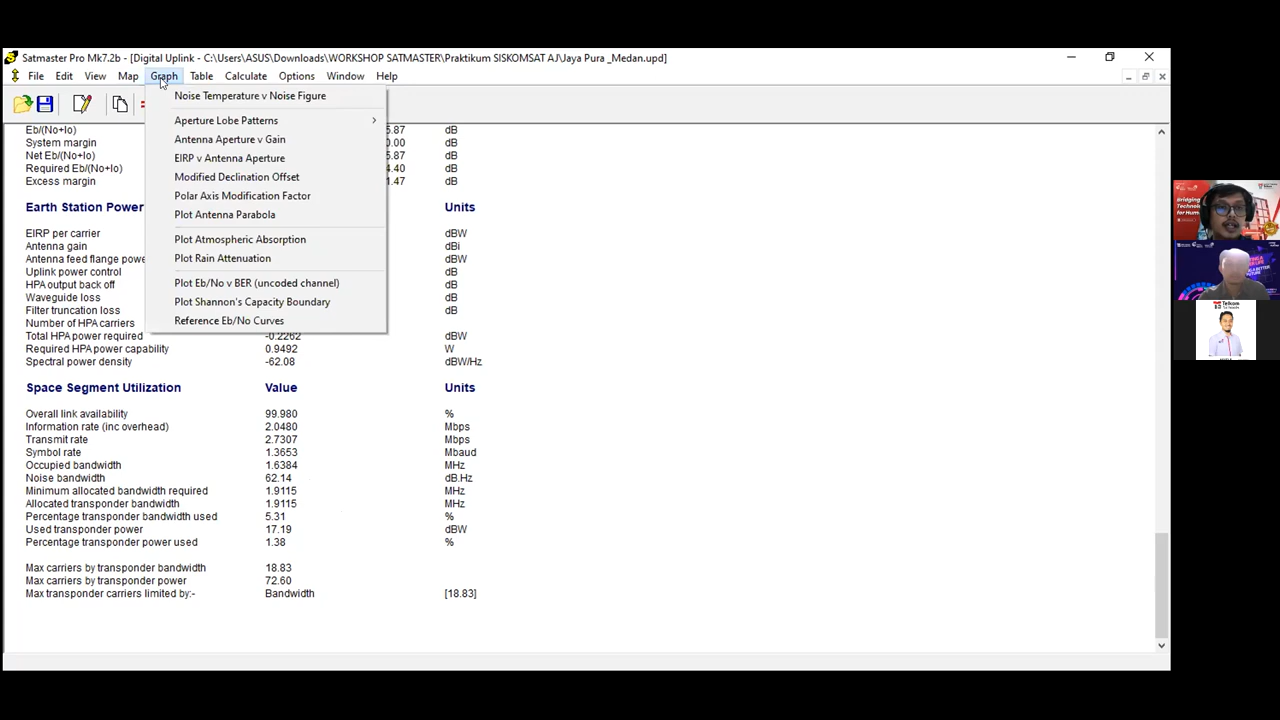 Satmaster Pro Mk7.2b - [Digital Uplink - C:\Users\ASUS\Downloads\WORKSHOP SATMASTER\Praktikum SISKOMSAT AJ\Jaya Pura _Medan.upd]
File Edit View Map Graph Table Calculate Options Window Help
Noise Temperature v Noise Figure
Aperture Lobe Patterns
Antenna Aperture v Gain
EIRP v Antenna Aperture
Modified Declination Offset
Polar Axis Modification Factor
Plot Antenna Parabola
Plot Atmospheric Absorption
Plot Rain Attenuation
Plot Eb/No v BER (uncoded channel)
Plot Shannon's Capacity Boundary
Reference Eb/No Curves
Eb/(No+Io) 5.87 dB
System margin 0.00 dB
Net Eb/(No+Io) 5.87 dB
Required Eb/(No+Io) 4.40 dB
Excess margin 1.47 dB
Earth Station Power Units
EIRP per carrier dBW
Antenna gain dBi
Antenna feed flange powe dBW
Uplink power control dB
HPA output back off dB
Waveguide loss dB
Filter truncation loss dB
Number of HPA carriers
Total HPA power required -0.2262 dBW
Required HPA power capability 0.9492 W
Spectral power density -62.08 dBW/Hz
Space Segment Utilization Value Units
Overall link availability 99.980 %
Information rate (inc overhead) 2.0480 Mbps
Transmit rate 2.7307 Mbps
Symbol rate 1.3653 Mbaud
Occupied bandwidth 1.6384 MHz
Noise bandwidth 62.14 dB.Hz
Minimum allocated bandwidth required 1.9115 MHz
Allocated transponder bandwidth 1.9115 MHz
Percentage transponder bandwidth used 5.31 %
Used transponder power 17.19 dBW
Percentage transponder power used 1.38 %
Max carriers by transponder bandwidth 18.83
Max carriers by transponder power 72.60
Max transponder carriers limited by:- Bandwidth [18.83]
Bridging
Technol
for Hum
Telkom